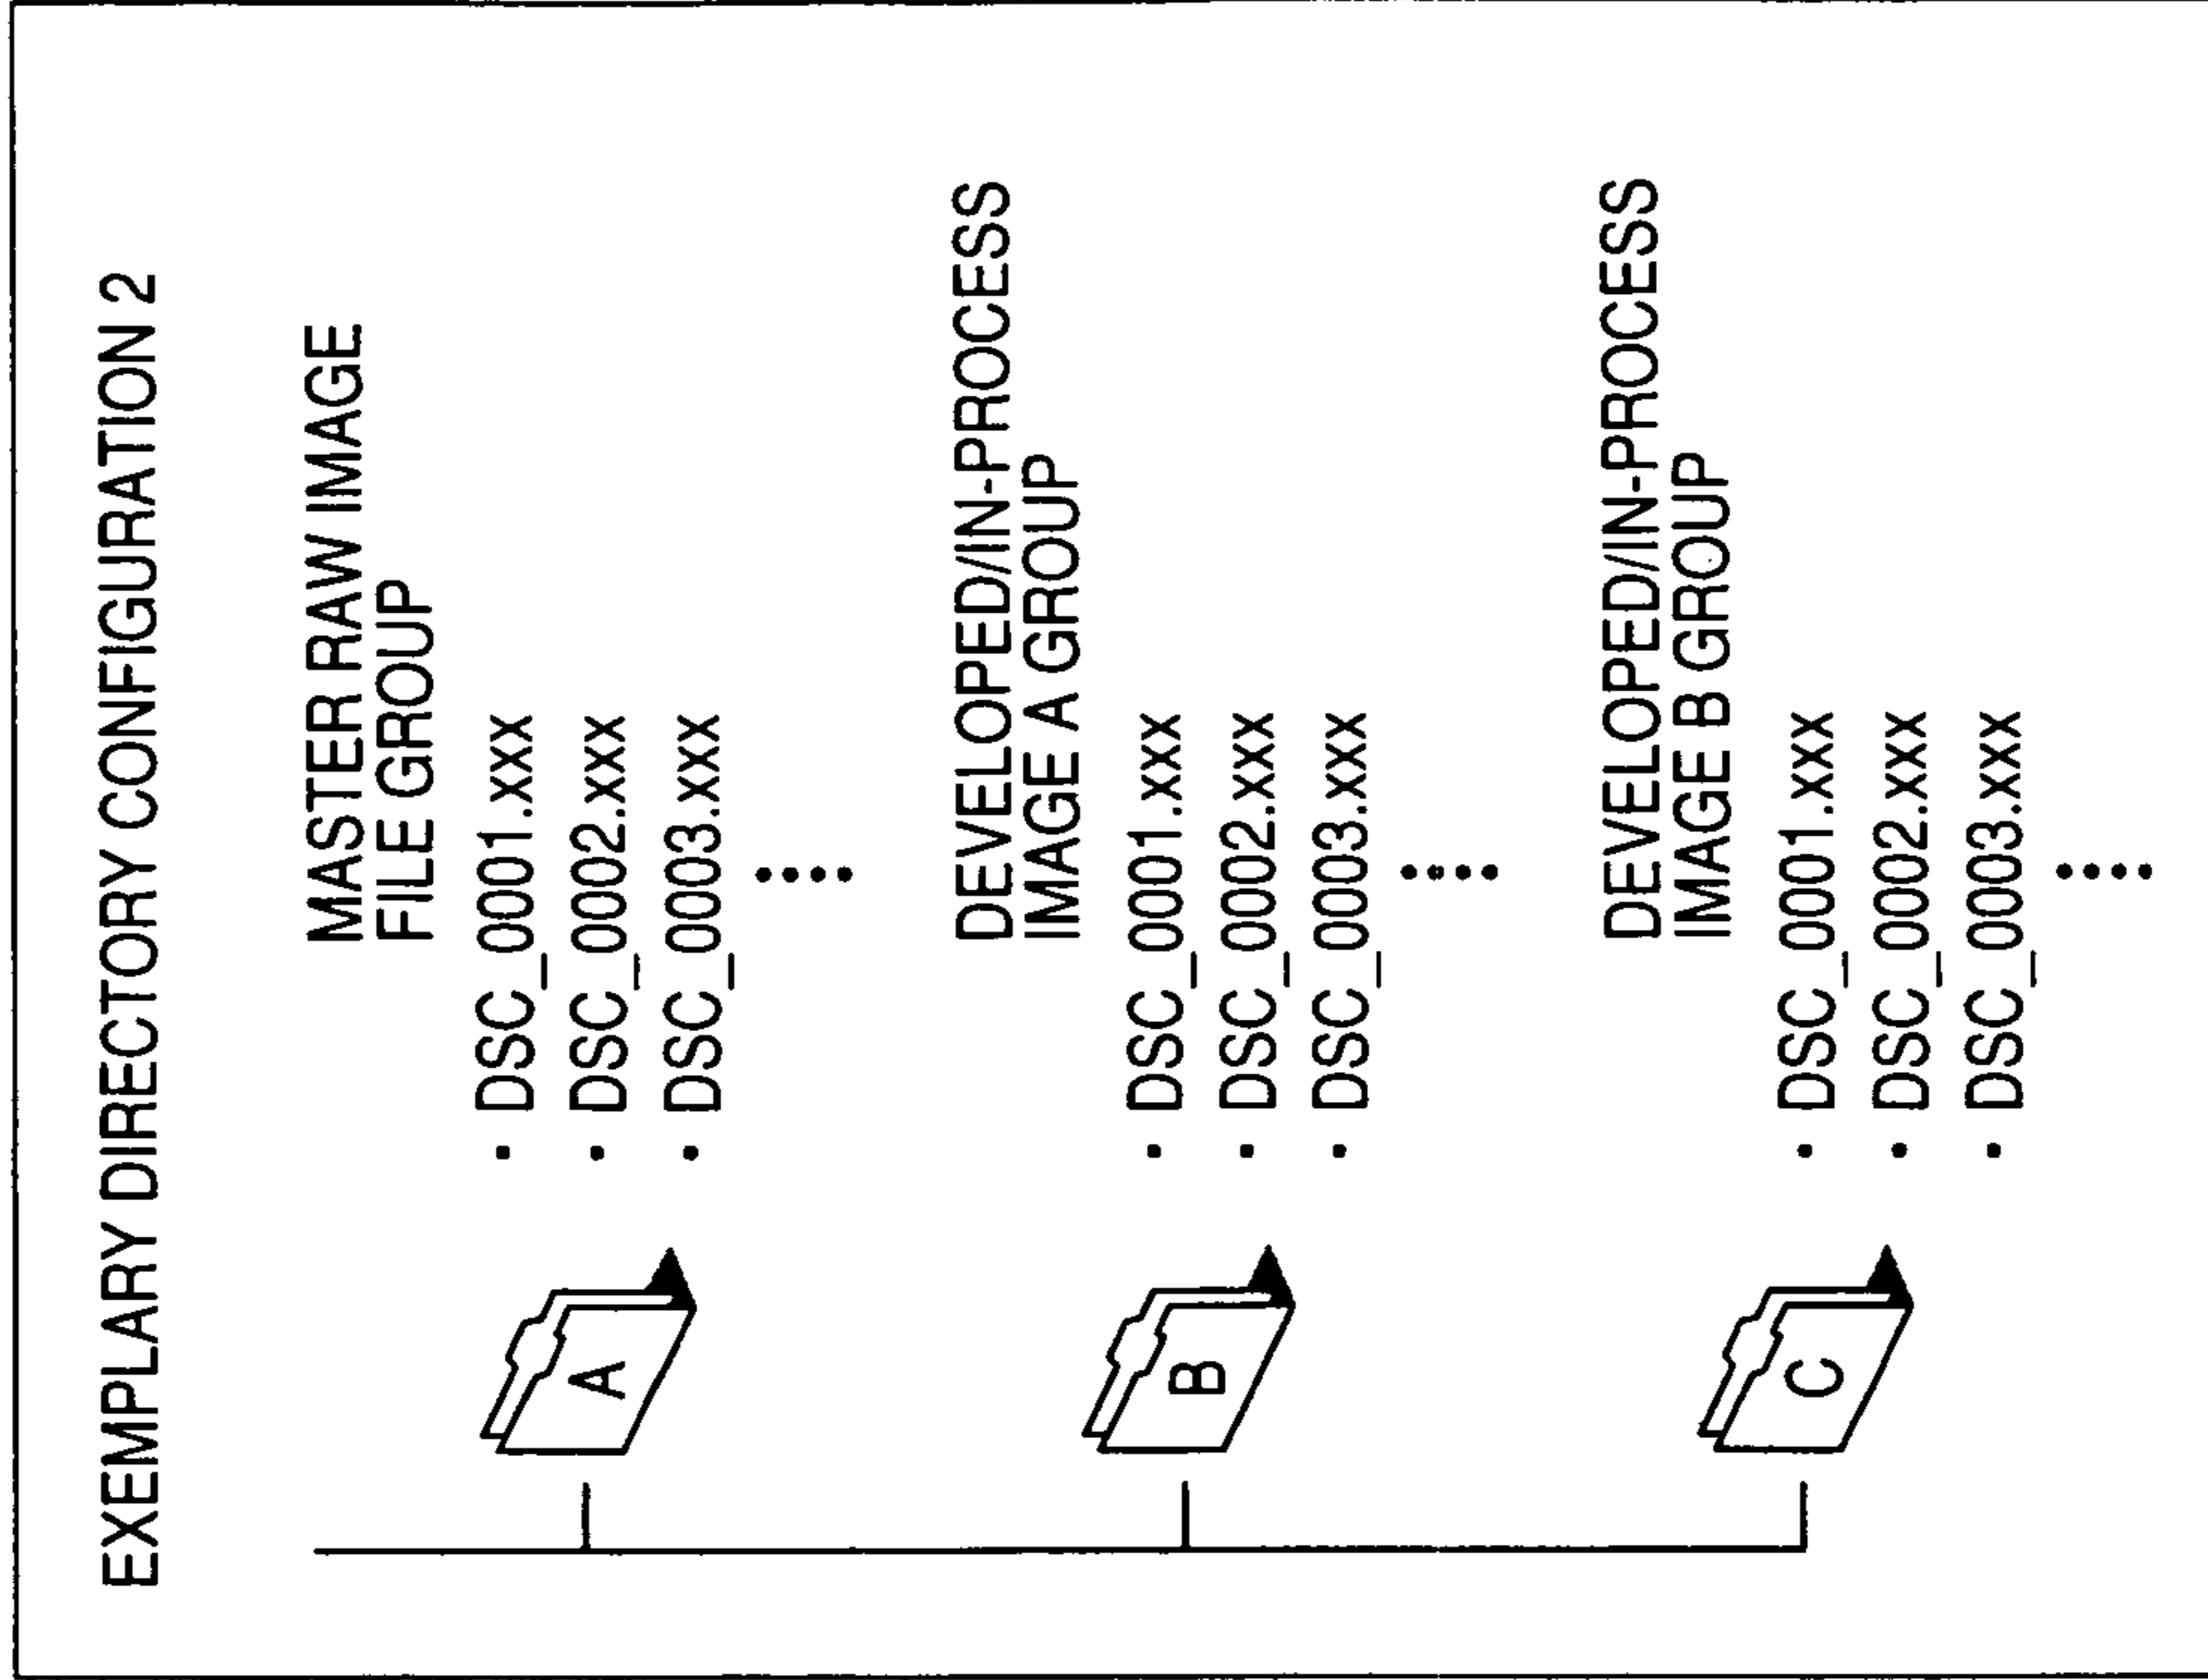 EXEMPLARY DIRECTORY CONFIGURATION 2
MASTER RAW IMAGE
FILE GROUP
A
· DSC_0001.xxx
· DSC_0002.xxx
· DSC_0003.xxx
····
DEVELOPED/IN-PROCESS
IMAGE A GROUP
B
· DSC_0001.xxx
· DSC_0002.xxx
· DSC_0003.xxx
····
DEVELOPED/IN-PROCESS
IMAGE B GROUP
C
· DSC_0001.xxx
· DSC_0002.xxx
· DSC_0003.xxx
····